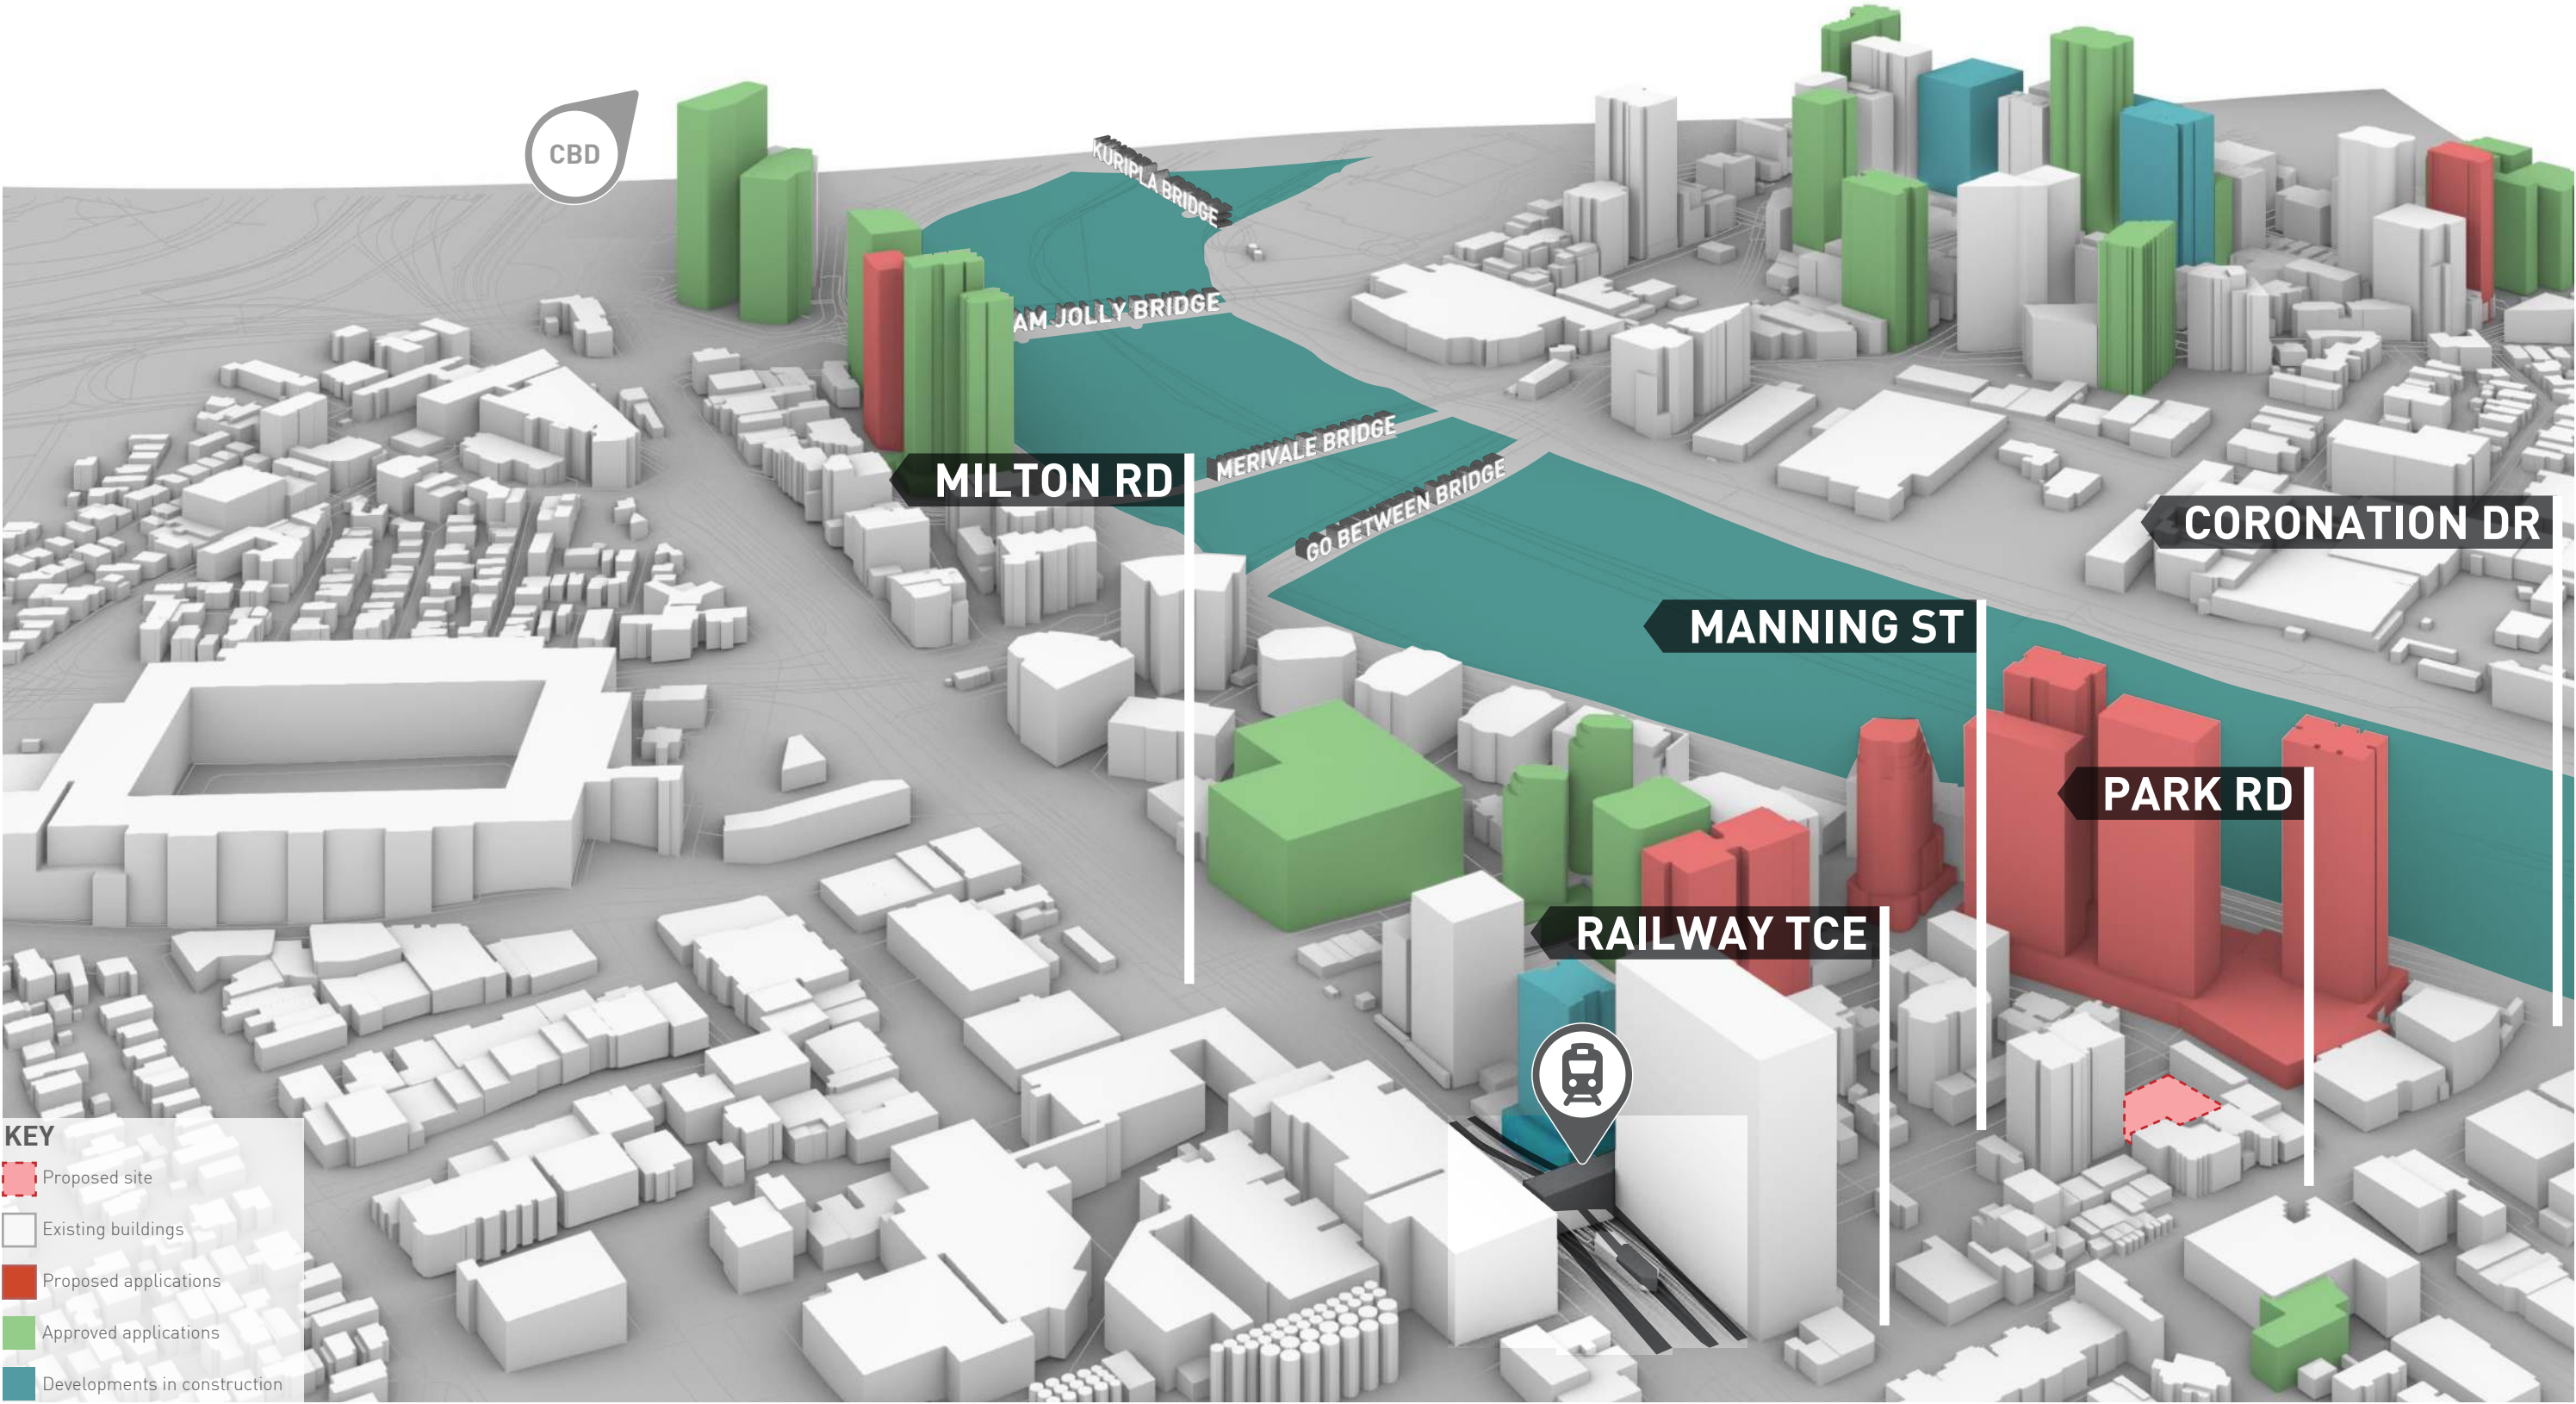 CBD
KURIPLA BRIDGE
AM JOLLY BRIDGE
MERIVALE BRIDGE
GO BETWEEN BRIDGE
MILTON RD
CORONATION DR
MANNING ST
PARK RD
RAILWAY TCE
KEY
Proposed site
Existing buildings
Proposed applications
Approved applications
Developments in construction